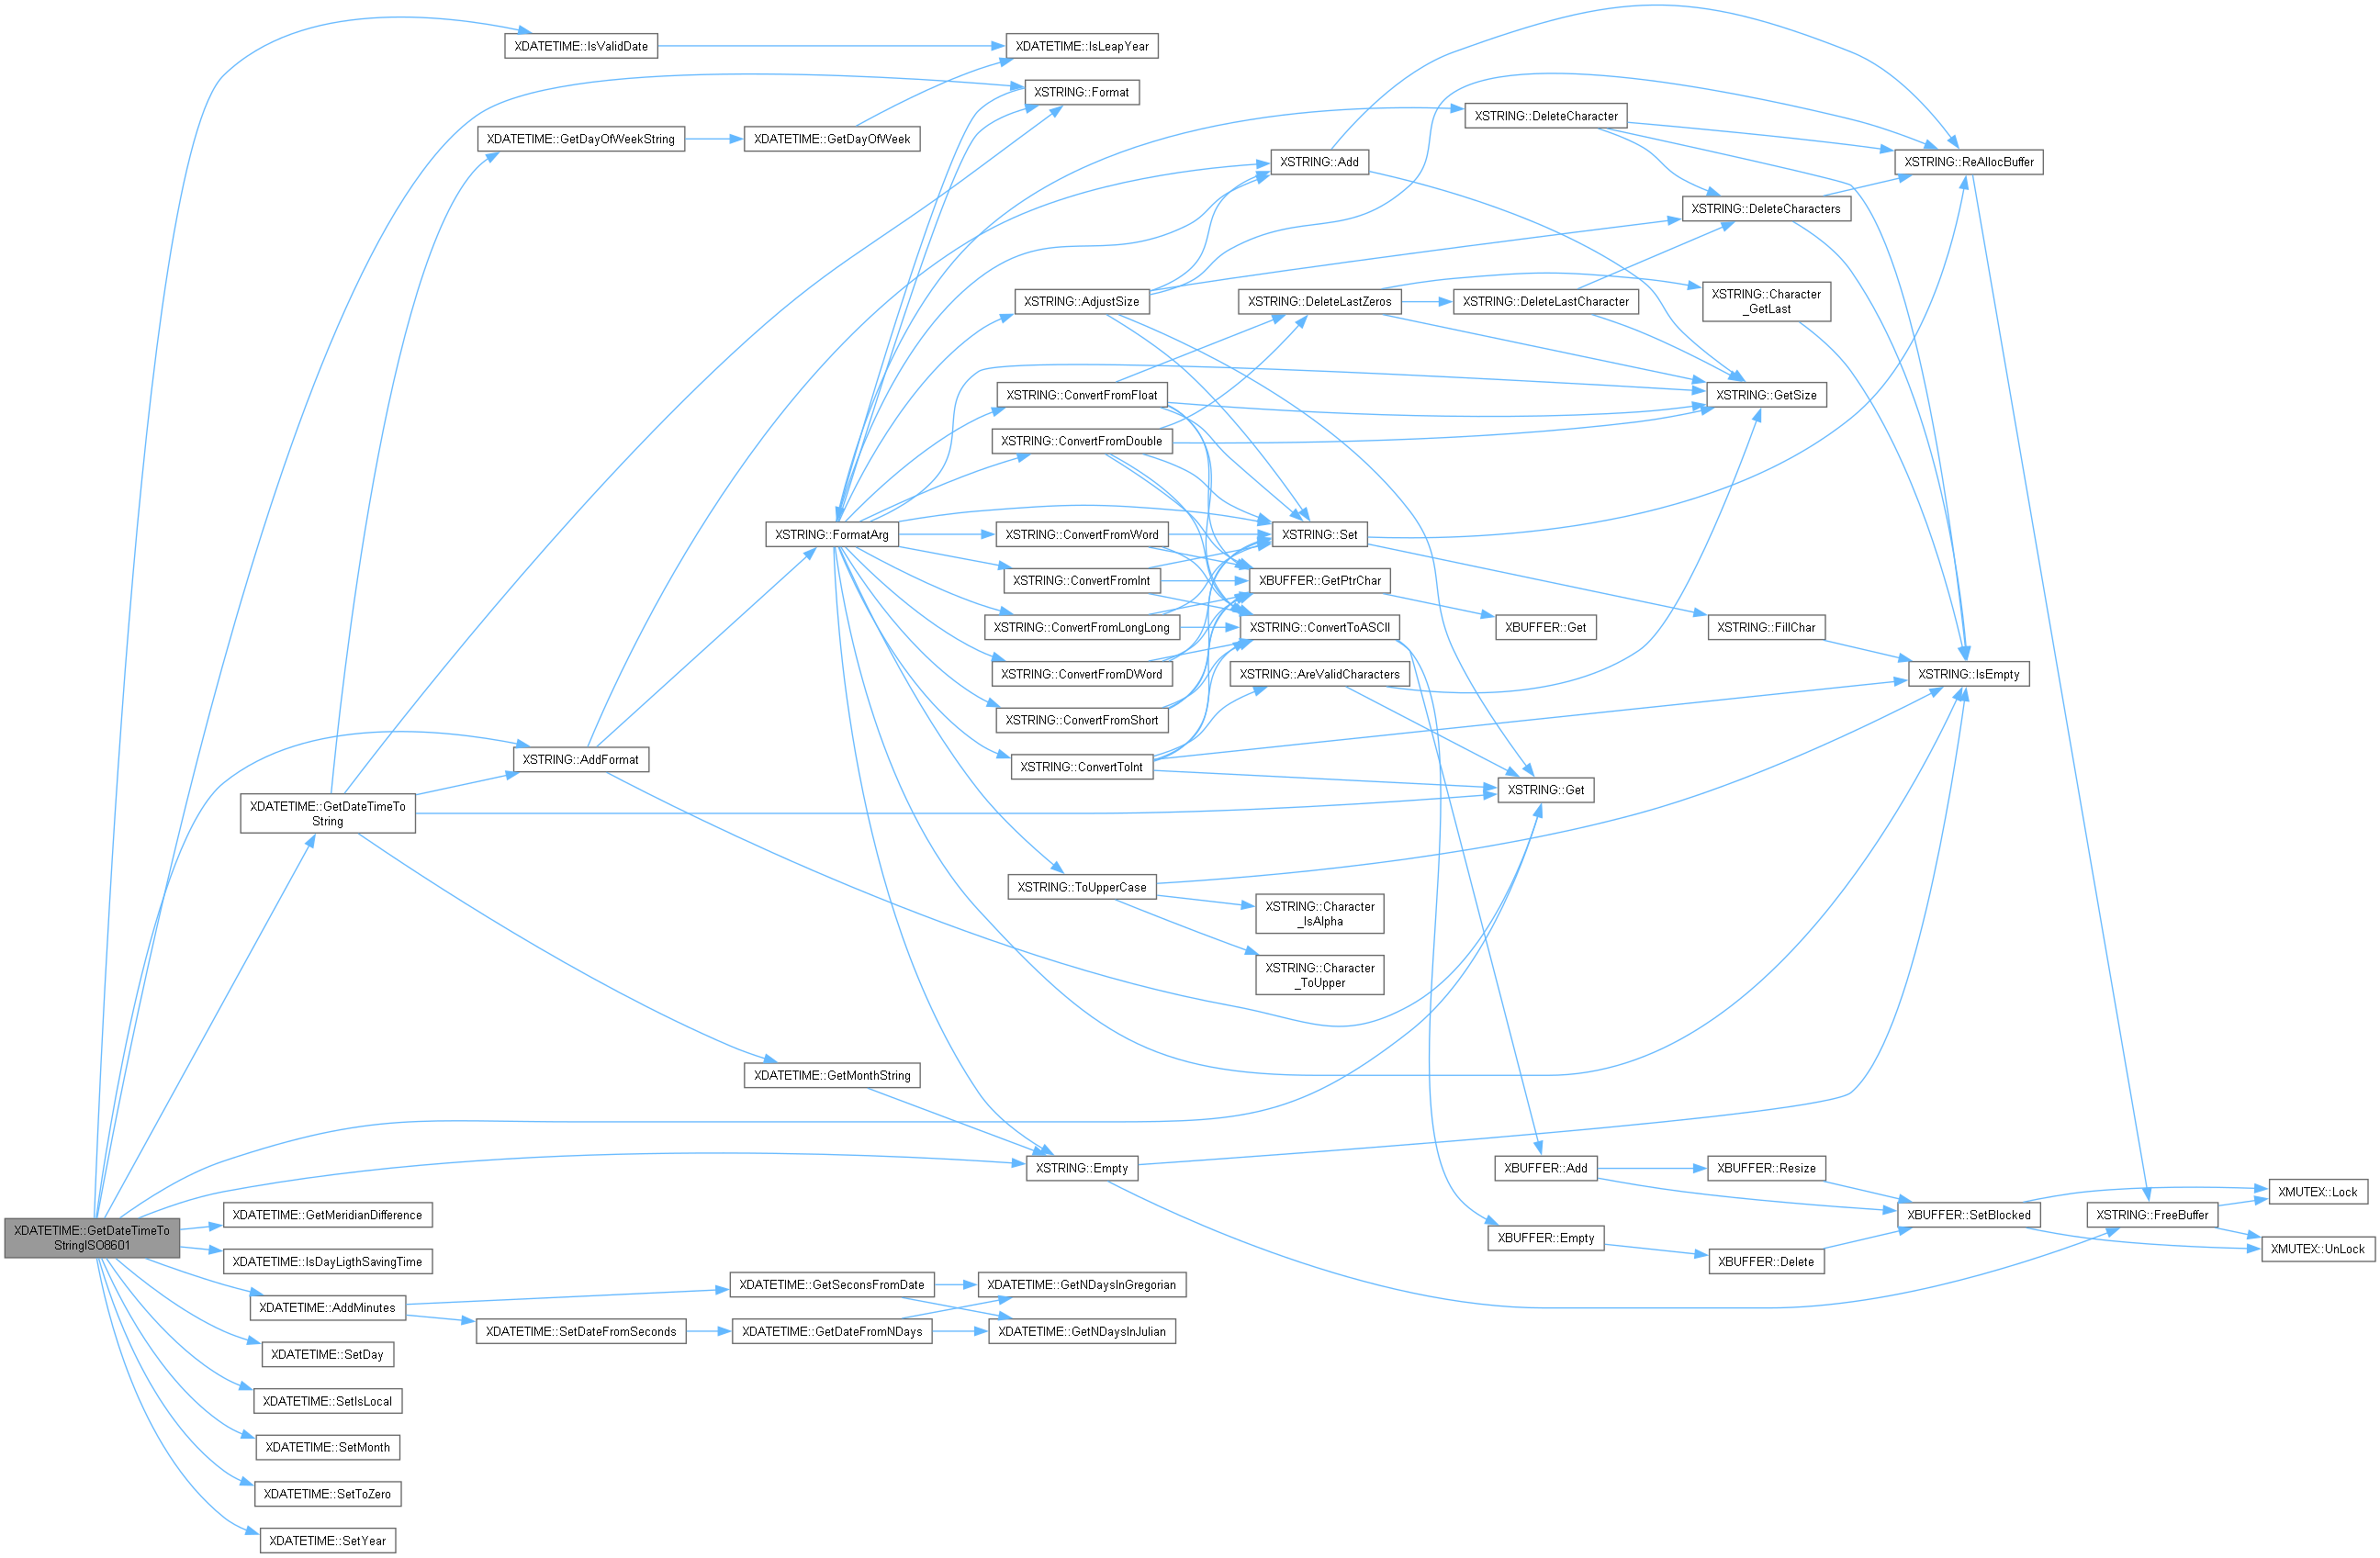 XDATETIME::IsValidDate
XDATETIME::IsLeapYear
XSTRING::Format
XSTRING::DeleteCharacter
XDATETIME::GetDayOfWeekString
XDATETIME::GetDayOfWeek
XSTRING::Add
XSTRING::ReAllocBuffer
XSTRING::DeleteCharacters
XSTRING::AdjustSize
XSTRING::DeleteLastZeros
XSTRING::DeleteLastCharacter
XSTRING::Character
_GetLast
XSTRING::ConvertFromFloat
XSTRING::GetSize
XSTRING::ConvertFromDouble
XSTRING::FormatArg
XSTRING::ConvertFromWord
XSTRING::Set
XSTRING::ConvertFromInt
XBUFFER::GetPtrChar
XSTRING::ConvertFromLongLong
XSTRING::ConvertToASCII
XBUFFER::Get
XSTRING::FillChar
XSTRING::ConvertFromDWord
XSTRING::AreValidCharacters
XSTRING::IsEmpty
XSTRING::ConvertFromShort
XSTRING::AddFormat
XSTRING::ConvertToInt
XSTRING::Get
XDATETIME::GetDateTimeTo
String
XSTRING::ToUpperCase
XSTRING::Character
_IsAlpha
XSTRING::Character
_ToUpper
XDATETIME::GetMonthString
XSTRING::Empty
XBUFFER::Add
XBUFFER::Resize
XMUTEX::Lock
XDATETIME::GetMeridianDifference
XBUFFER::SetBlocked
XSTRING::FreeBuffer
XDATETIME::GetDateTimeTo
StringISO8601
XBUFFER::Empty
XMUTEX::UnLock
XDATETIME::IsDayLigthSavingTime
XBUFFER::Delete
XDATETIME::GetSeconsFromDate
XDATETIME::GetNDaysInGregorian
XDATETIME::AddMinutes
XDATETIME::SetDateFromSeconds
XDATETIME::GetDateFromNDays
XDATETIME::GetNDaysInJulian
XDATETIME::SetDay
XDATETIME::SetIsLocal
XDATETIME::SetMonth
XDATETIME::SetToZero
XDATETIME::SetYear